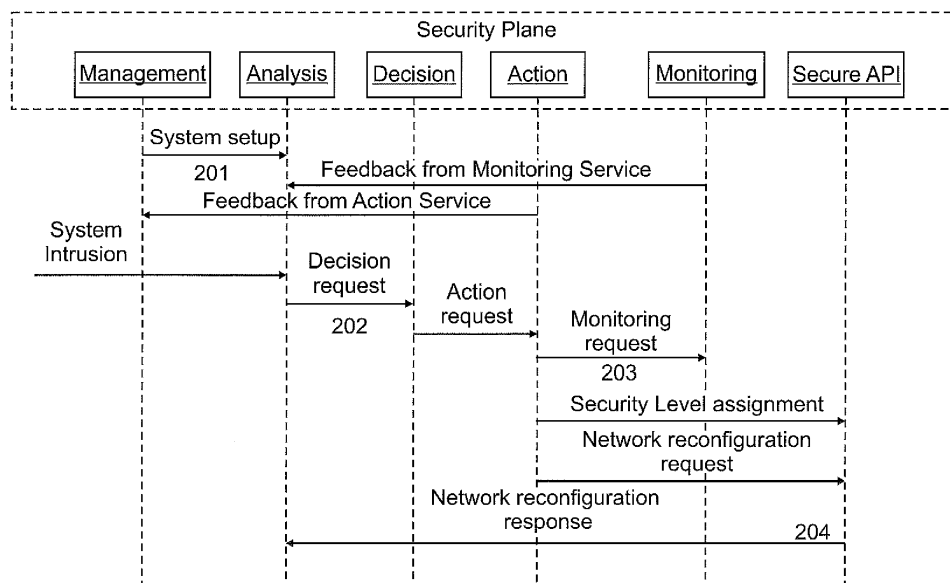 Security Plane
Management
Analysis
Decision
Action
Monitoring
Secure API
System setup
201
Feedback from Monitoring Service
Feedback from Action Service
System
Intrusion
Decision
request
202
Action
request
Monitoring
request
203
Security Level assignment
Network reconfiguration
request
Network reconfiguration
response
204